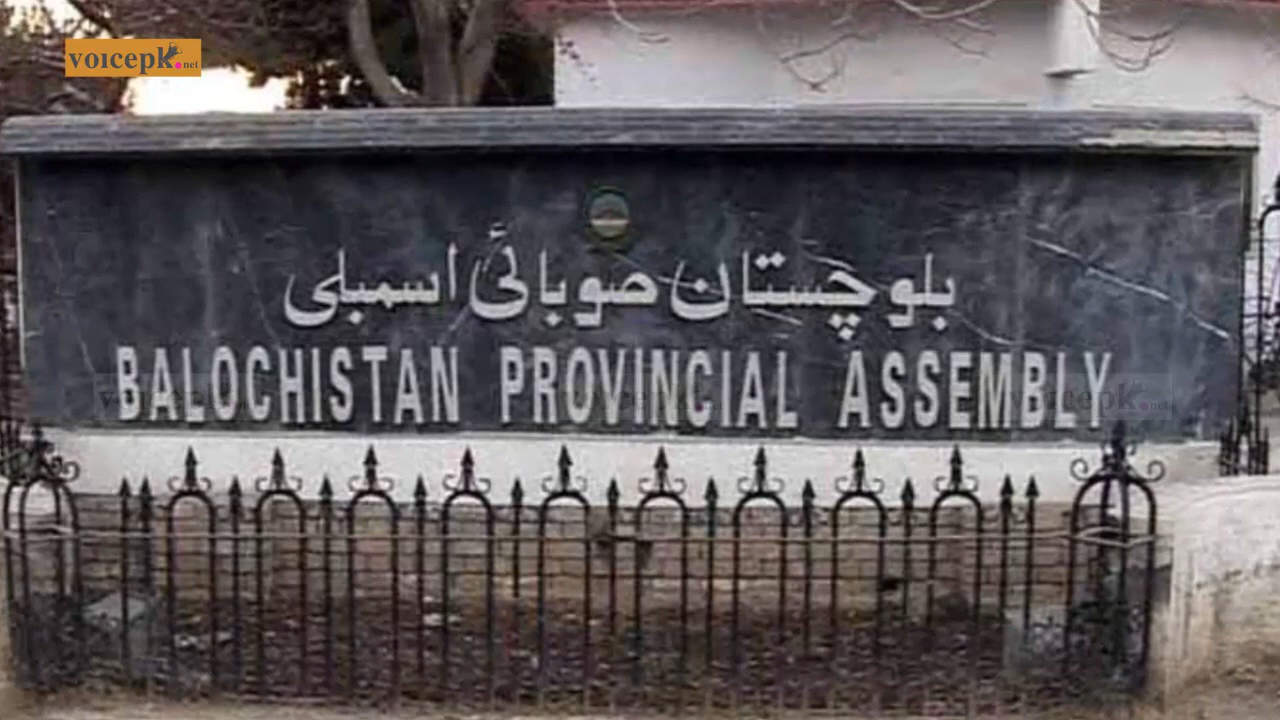 voicepk.net
بلوچستان صوبائی اسمبلی
BALOCHISTAN PROVINCIAL ASSEMBLY